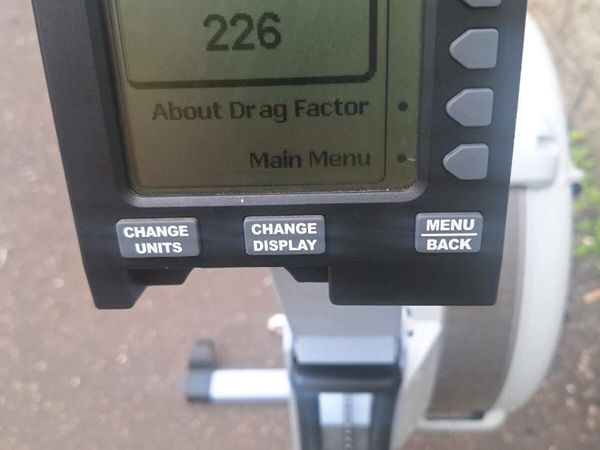 226
About Drag Factor
Main Menu
CHANGE
UNITS
CHANGE
DISPLAY
MENU
BACK